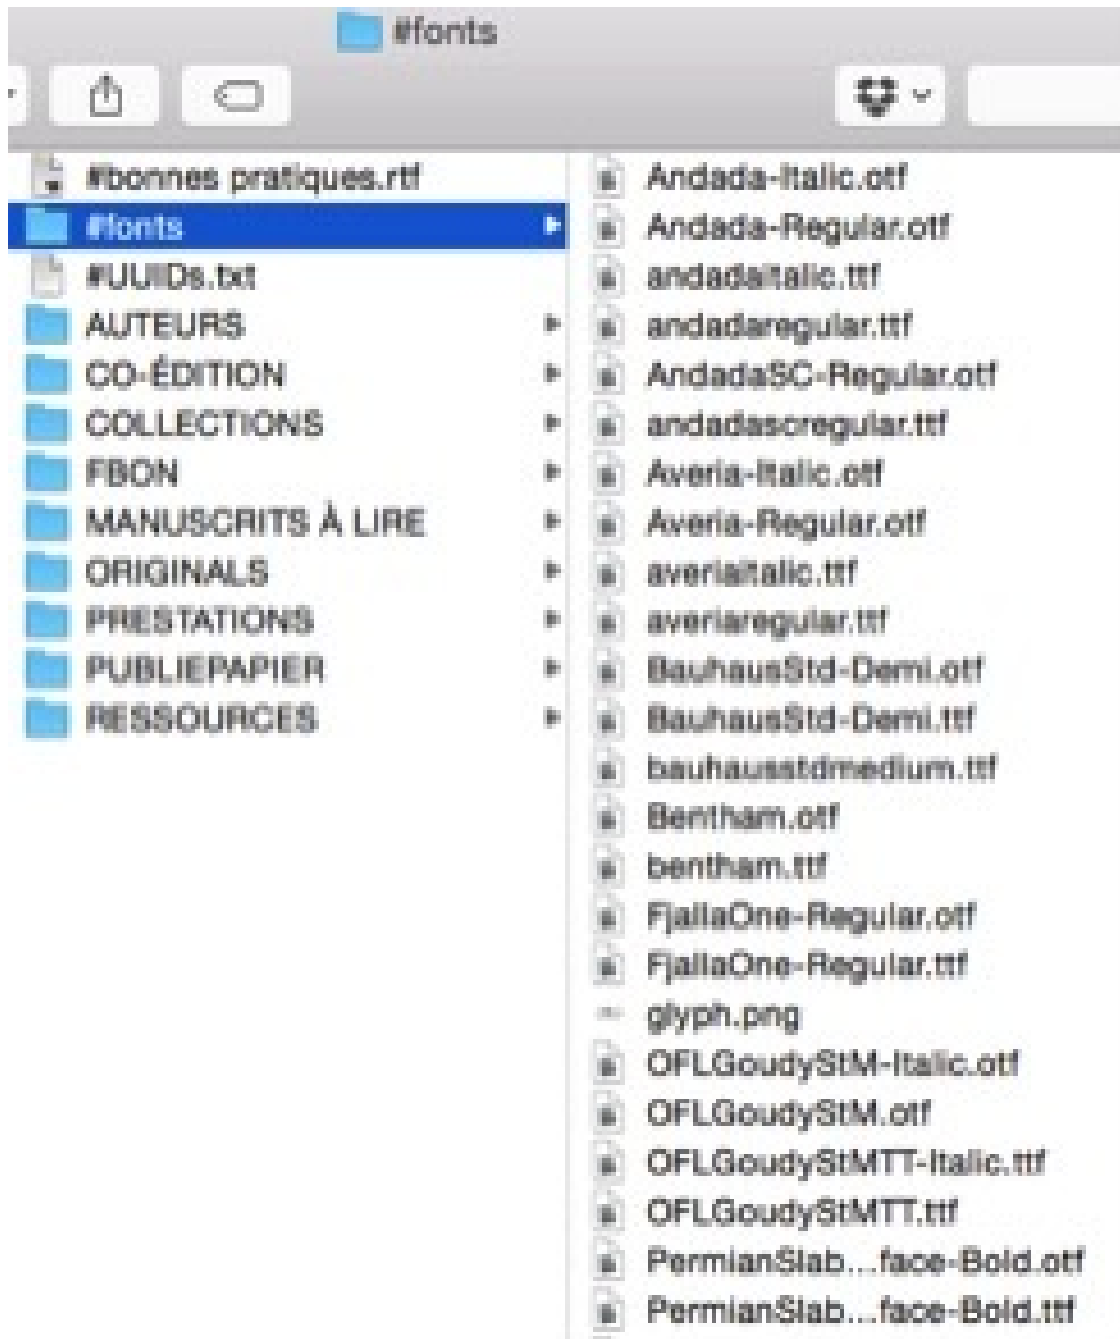 #fonts
#bonnes pratiques.rtf
#fonts
#UUIDs.txt
AUTEURS
CO-ÉDITION
COLLECTIONS
FBON
MANUSCRITS À LIRE
ORIGINALS
PRESTATIONS
PUBLIEPAPIER
RESSOURCES
Andada-Italic.otf
Andada-Regular.otf
andadaitalic.ttf
andadaregular.ttf
AndadaSC-Regular.otf
andadascregular.ttf
Averia-Italic.otf
Averia-Regular.otf
averiaitalic.ttf
averiaregular.ttf
BauhausStd-Demi.otf
BauhausStd-Demi.ttf
bauhausstdmedium.ttf
Bentham.otf
bentham.ttf
FjallaOne-Regular.otf
FjallaOne-Regular.ttf
glyph.png
OFLGoudyStM-Italic.otf
OFLGoudyStM.otf
OFLGoudyStMTT-Italic.ttf
OFLGoudyStMTT.ttf
PermianSlab...face-Bold.otf
PermianSlab...face-Bold.ttf